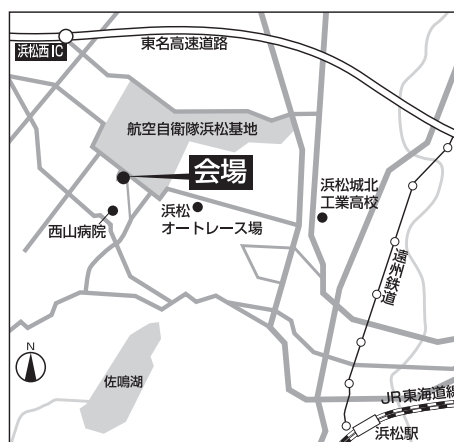 東名高速道路
浜松西IC
航空自衛隊浜松基地
会場
浜松城北
工業高校
西山病院
浜松
オートレース場
遠州鉄道
N
佐鳴湖
JR東海道線
浜松駅